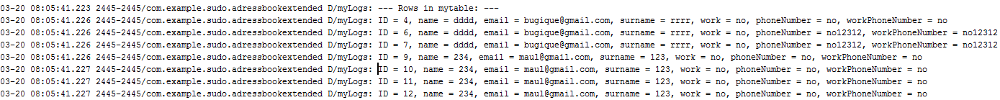 03-20 08:05:41.223 2445-2445/com.example.sudo.adressbookextended D/myLogs: --- Rows in mytable: ---
03-20 08:05:41.226 2445-2445/com.example.sudo.adressbookextended D/myLogs: ID = 4, name = dddd, email = bugique@gmail.com, surname = rrrr, work = no, phoneNumber = no, workPhoneNumber = no
03-20 08:05:41.226 2445-2445/com.example.sudo.adressbookextended D/myLogs: ID = 6, name = dddd, email = bugique@gmail.com, surname = rrrr, work = no, phoneNumber = no12312, workPhoneNumber = no12312
03-20 08:05:41.226 2445-2445/com.example.sudo.adressbookextended D/myLogs: ID = 7, name = dddd, email = bugique@gmail.com, surname = rrrr, work = no, phoneNumber = no12312, workPhoneNumber = no12312
03-20 08:05:41.226 2445-2445/com.example.sudo.adressbookextended D/myLogs: ID = 9, name = 234, email = maul@gmail.com, surname = 123, work = no, phoneNumber = no, workPhoneNumber = no
03-20 08:05:41.227 2445-2445/com.example.sudo.adressbookextended D/myLogs: ID = 10, name = 234, email = maul@gmail.com, surname = 123, work = no, phoneNumber = no, workPhoneNumber = no
03-20 08:05:41.227 2445-2445/com.example.sudo.adressbookextended D/myLogs: ID = 11, name = 234, email = maul@gmail.com, surname = 123, work = no, phoneNumber = no, workPhoneNumber = no
03-20 08:05:41.227 2445-2445/com.example.sudo.adressbookextended D/myLogs: ID = 12, name = 234, email = maul@gmail.com, surname = 123, work = no, phoneNumber = no, workPhoneNumber = no